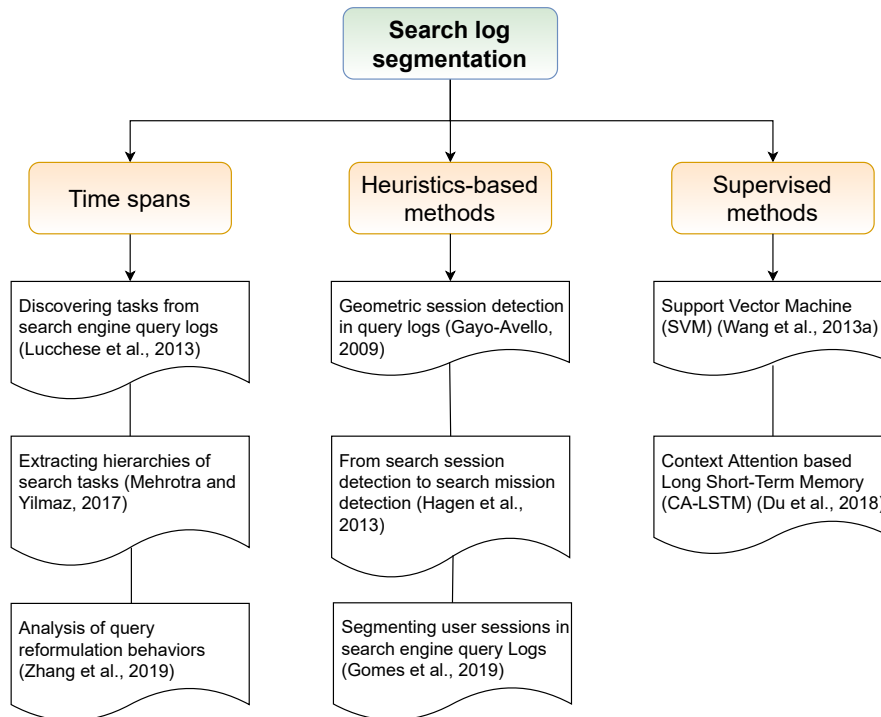 Search log
segmentation
Time spans
Heuristics-based
methods
Supervised
methods
Discovering tasks from
search engine query logs
(Lucchese et al., 2013)
Geometric session detection
in query logs (Gayo-Avello,
2009)
Support Vector Machine
(SVM) (Wang et al., 2013a)
Extracting hierarchies of
search tasks (Mehrotra and
Yilmaz, 2017)
From search session
detection to search mission
detection (Hagen et al.,
2013)
Context Attention based
Long Short-Term Memory
(CA-LSTM) (Du et al., 2018)
Analysis of query
reformulation behaviors
(Zhang et al., 2019)
Segmenting user sessions in
search engine query Logs
(Gomes et al., 2019)